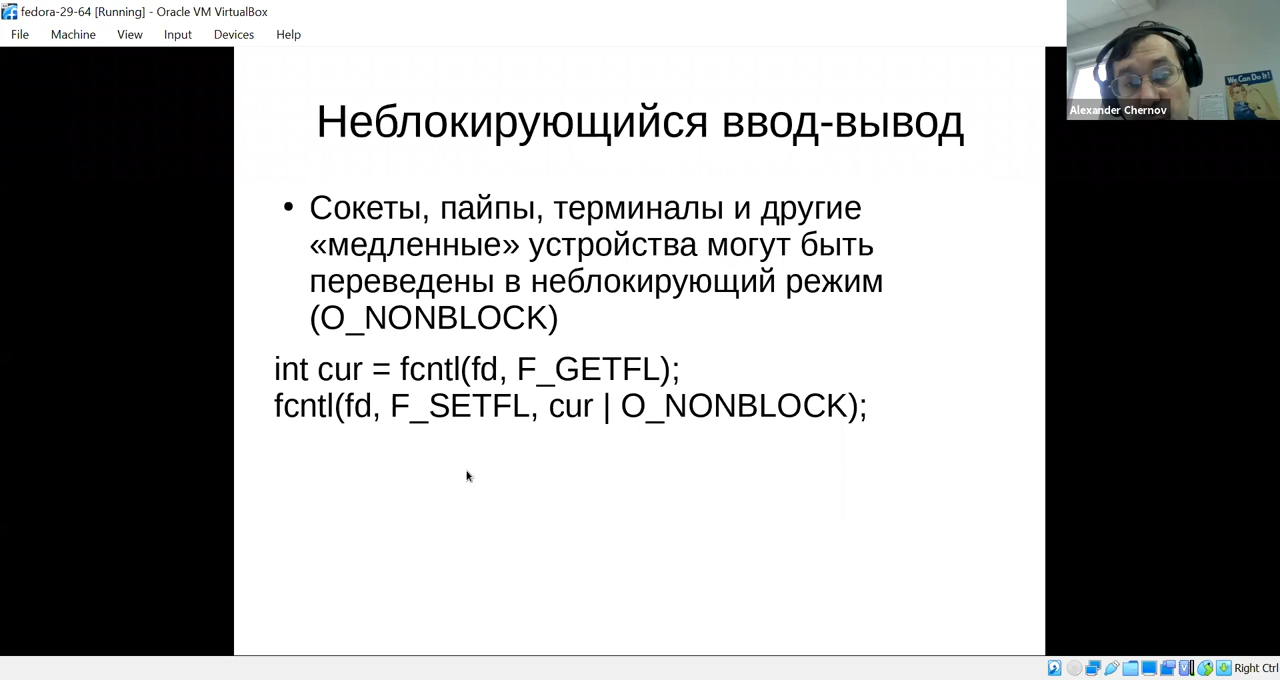 fedora-29-64 [Running] - Oracle VM VirtualBox
File Machine View Input Devices Help
We Can Do It!
Alexander Chernov
Неблокирующийся ввод-вывод
• Сокеты, пайпы, терминалы и другие
«медленные» устройства могут быть
переведены в неблокирующий режим
(O_NONBLOCK)
int cur = fcntl(fd, F_GETFL);
fcntl(fd, F_SETFL, cur | O_NONBLOCK);
Right Ctrl